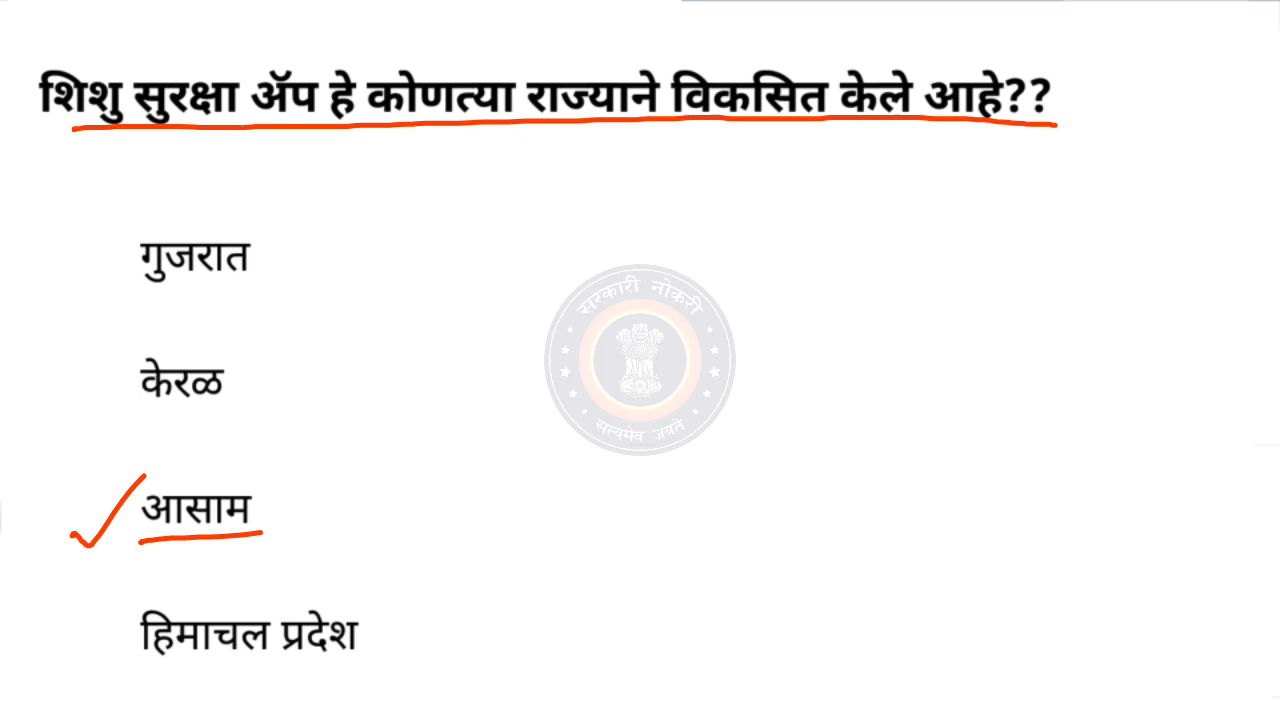 शिशु सुरक्षा ॲप हे कोणत्या राज्याने विकसित केले आहे??
गुजरात
केरळ
सरकारी नोकरी
सत्यमेव जयते
आसाम
हिमाचल प्रदेश